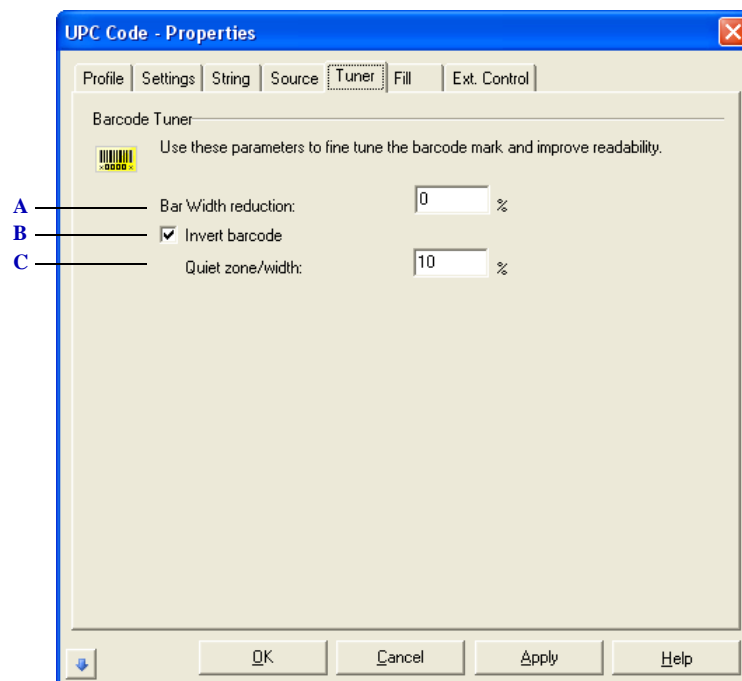 UPC Code - Properties
Profile Settings String Source Tuner Fill Ext. Control
Barcode Tuner
Use these parameters to fine tune the barcode mark and improve readability.
A Bar Width reduction: 0 %
B Invert barcode
C Quiet zone/width: 10 %
OK Cancel Apply Help